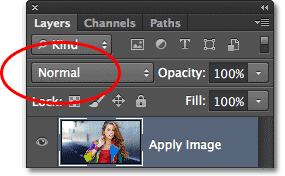 Layers Channels Paths
Kind
Normal Opacity: 100%
Lock: Fill: 100%
Apply Image